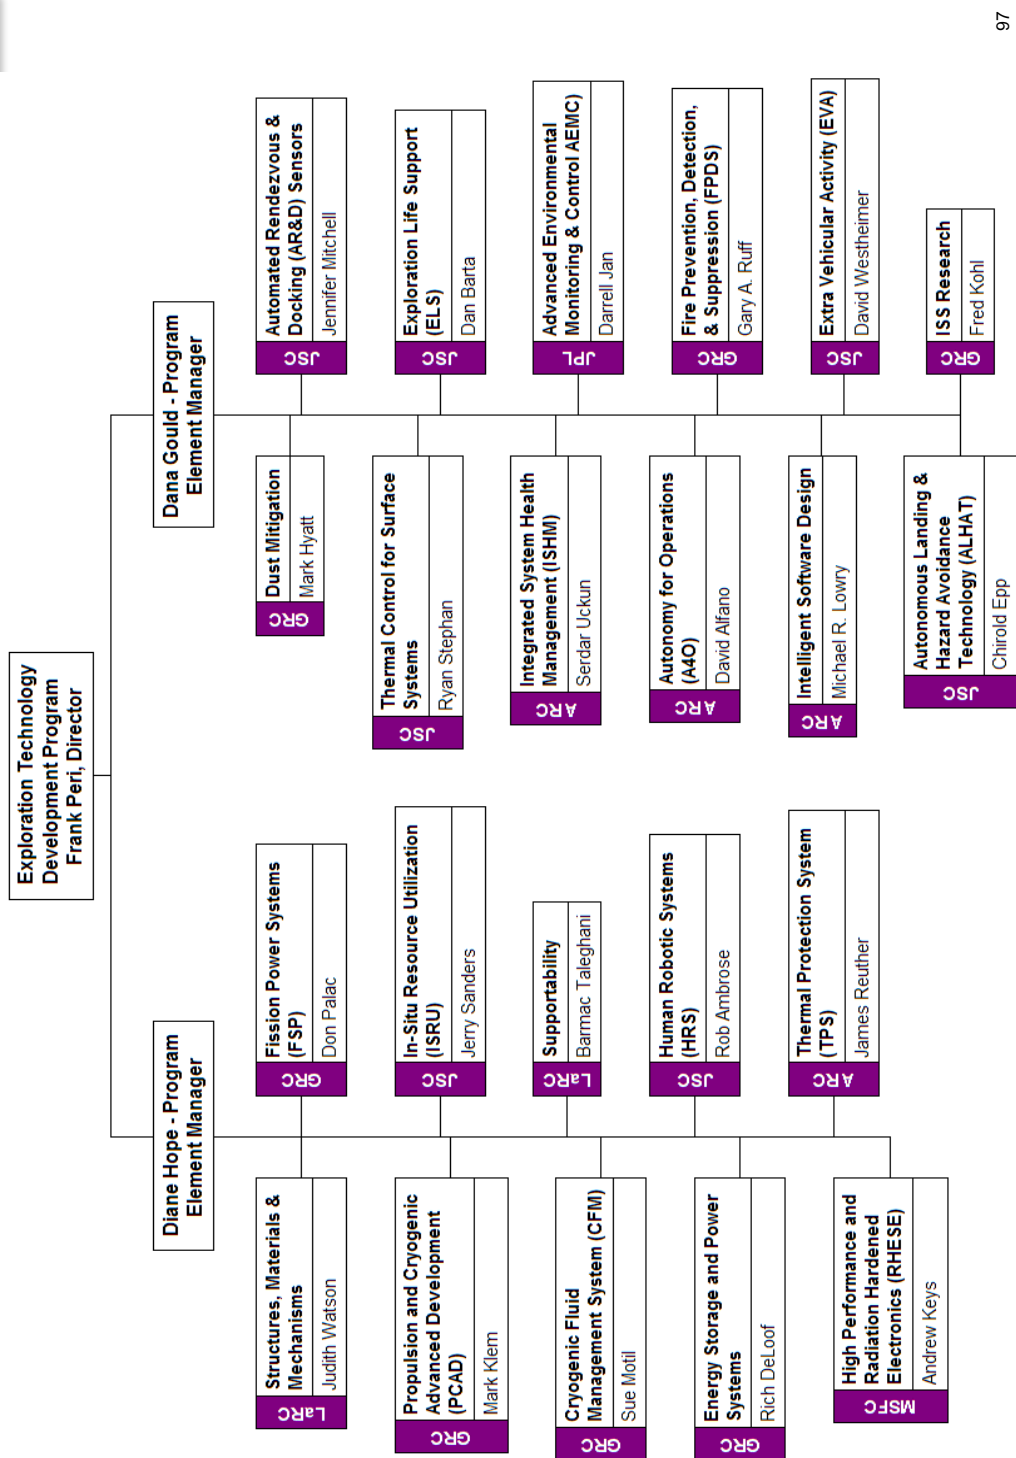 Exploration Technology
Development Program
Frank Peri, Director
Diane Hope - Program
Element Manager
LaRC
Structures, Materials &
Mechanisms
Judith Watson
GRC
Propulsion and Cryogenic
Advanced Development
(PCAD)
Mark Klem
GRC
Cryogenic Fluid
Management System (CFM)
Sue Motil
GRC
Energy Storage and Power
Systems
Rich DeLoof
MSFC
High Performance and
Radiation Hardened
Electronics (RHESE)
Andrew Keys
GRC
Fission Power Systems
(FSP)
Don Palac
JSC
In-Situ Resource Utilization
(ISRU)
Jerry Sanders
LaRC
Supportability
Barmac Taleghani
JSC
Human Robotic Systems
(HRS)
Rob Ambrose
ARC
Thermal Protection System
(TPS)
James Reuther
Dana Gould - Program
Element Manager
GRC
Dust Mitigation
Mark Hyatt
JSC
Thermal Control for Surface
Systems
Ryan Stephan
ARC
Integrated System Health
Management (ISHM)
Serdar Uckun
ARC
Autonomy for Operations
(A4O)
David Alfano
ARC
Intelligent Software Design
Michael R. Lowry
JSC
Autonomous Landing &
Hazard Avoidance
Technology (ALHAT)
Chirold Epp
JSC
Automated Rendezvous &
Docking (AR&D) Sensors
Jennifer Mitchell
JSC
Exploration Life Support
(ELS)
Dan Barta
JPL
Advanced Environmental
Monitoring & Control AEMC)
Darrell Jan
GRC
Fire Prevention, Detection,
& Suppression (FPDS)
Gary A. Ruff
JSC
Extra Vehicular Activity (EVA)
David Westheimer
GRC
ISS Research
Fred Kohl
97